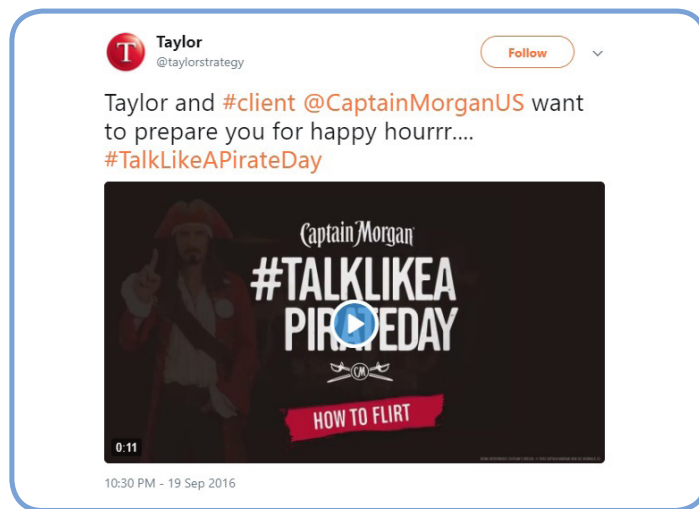 T
Taylor
@taylorstrategy
Follow
Taylor and #client @CaptainMorganUS want
to prepare you for happy hourrr....
#TalkLikeAPirateDay
Captain Morgan
#TALKLIKEA
PIRATEDAY
CM
HOW TO FLIRT
0:11
10:30 PM - 19 Sep 2016